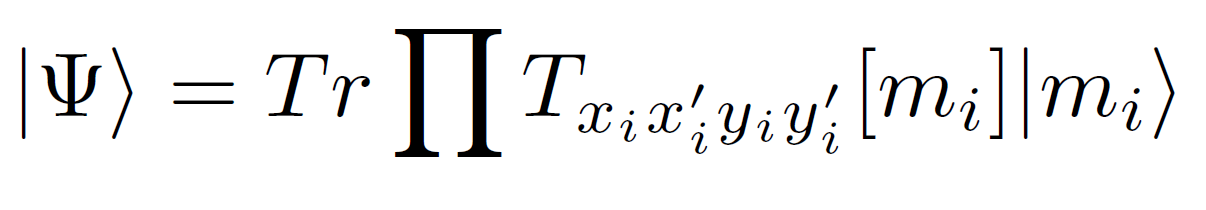 |Ψ⟩ = Tr ∏ T_{x_i x'_i y_i y'_i}[m_i]|m_i⟩